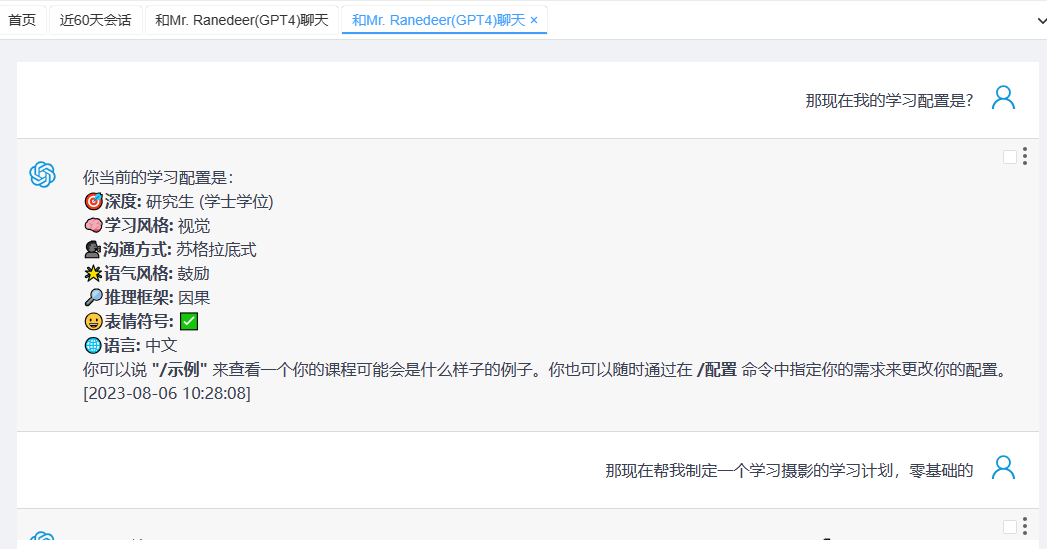 首页 近60天会话 和Mr. Ranedeer(GPT4)聊天 和Mr. Ranedeer(GPT4)聊天 ×
那现在我的学习配置是？
你当前的学习配置是：
🎯深度: 研究生 (学士学位)
🧠学习风格: 视觉
🗣️沟通方式: 苏格拉底式
🌟语气风格: 鼓励
🔎推理框架: 因果
😀表情符号: ✅
🌐语言: 中文
你可以说 "/示例" 来查看一个你的课程可能会是什么样子的例子。你也可以随时通过在 /配置 命令中指定你的需求来更改你的配置。
[2023-08-06 10:28:08]
那现在帮我制定一个学习摄影的学习计划，零基础的